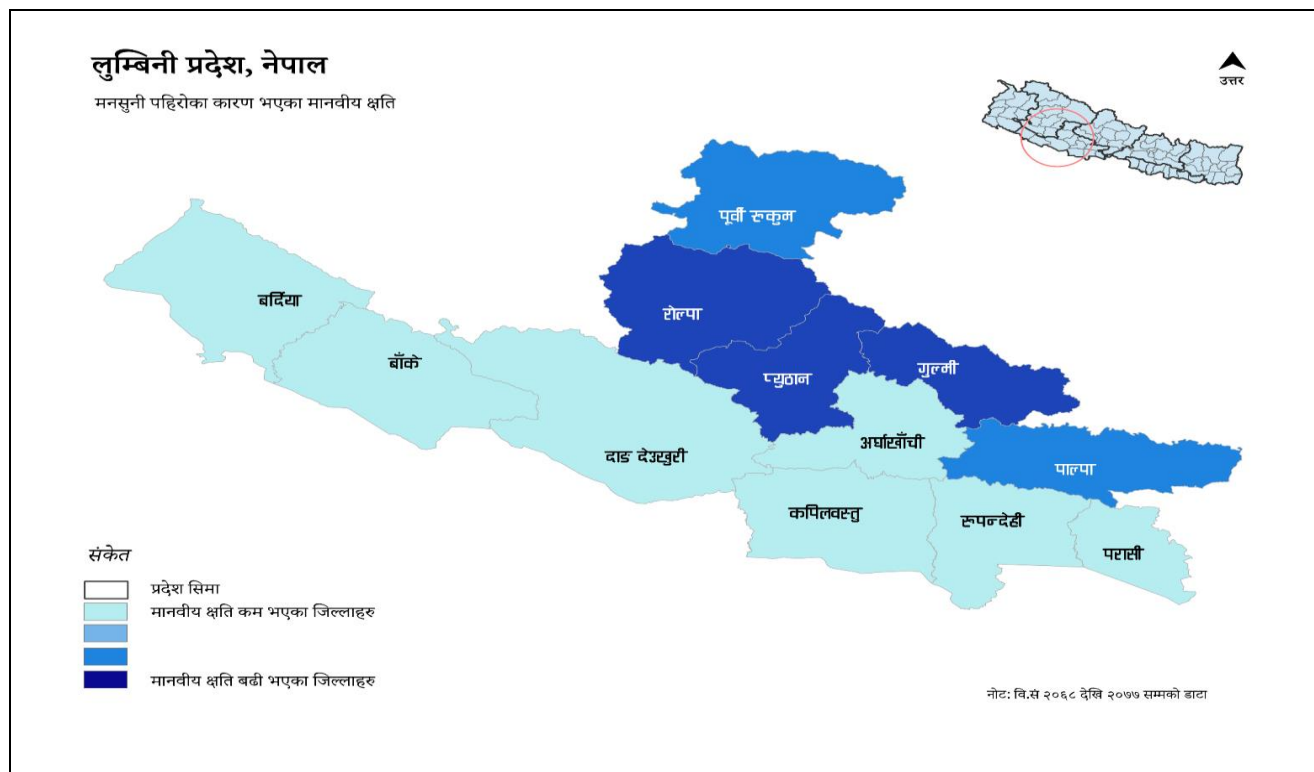 लुम्बिनी प्रदेश, नेपाल
मनसुनी पहिरोका कारण भएका मानवीय क्षति
उत्तर
पूर्वी रुकुम
बर्दिया
रोल्पा
बाँके
प्युठान
गुल्मी
अर्घाखाँची
दाङ देउखुरी
पाल्पा
कपिलवस्तु
रुपन्देही
परासी
संकेत
प्रदेश सिमा
मानवीय क्षति कम भएका जिल्लाहरु
मानवीय क्षति बढी भएका जिल्लाहरु
नोट: वि.सं २०६८ देखि २०७७ सम्मको डाटा